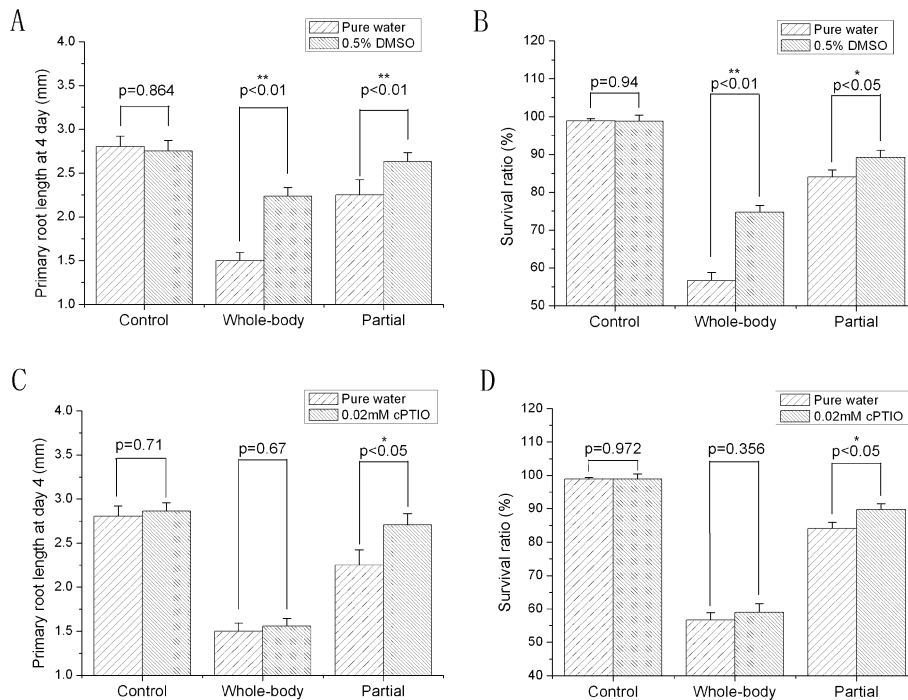 A
Pure water
0.5% DMSO
Primary root length at 4 day (mm)
4.0
3.5
3.0
2.5
2.0
1.5
1.0
p=0.864
**
p<0.01
**
p<0.01
Control
Whole-body
Partial
B
Pure water
0.5% DMSO
Survival ratio (%)
120
110
100
90
80
70
60
50
p=0.94
**
p<0.01
*
p<0.05
Control
Whole-body
Partial
C
Pure water
0.02mM cPTIO
Primary root length at day 4 (mm)
4.0
3.5
3.0
2.5
2.0
1.5
1.0
p=0.71
p=0.67
*
p<0.05
Control
Whole-body
Partial
D
Pure water
0.02mM cPTIO
Survival ratio (%)
120
110
100
90
80
70
60
50
40
p=0.972
p=0.356
*
p<0.05
Control
Whole-body
Partial